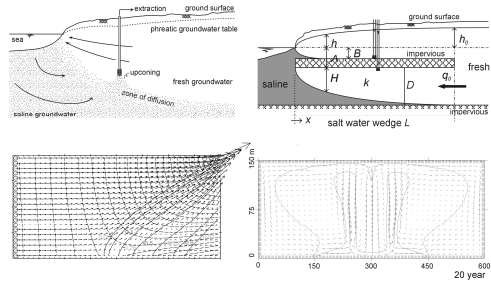 extraction
ground surface
phreatic groundwater table
sea
upconing
fresh groundwater
zone of diffusion
saline groundwater
ground surface
h
h0
B
impervious
A
fresh
H
k
saline
D
q0
impervious
x
salt water wedge L
150 m
75
0
0
150
300
450
600
20 year